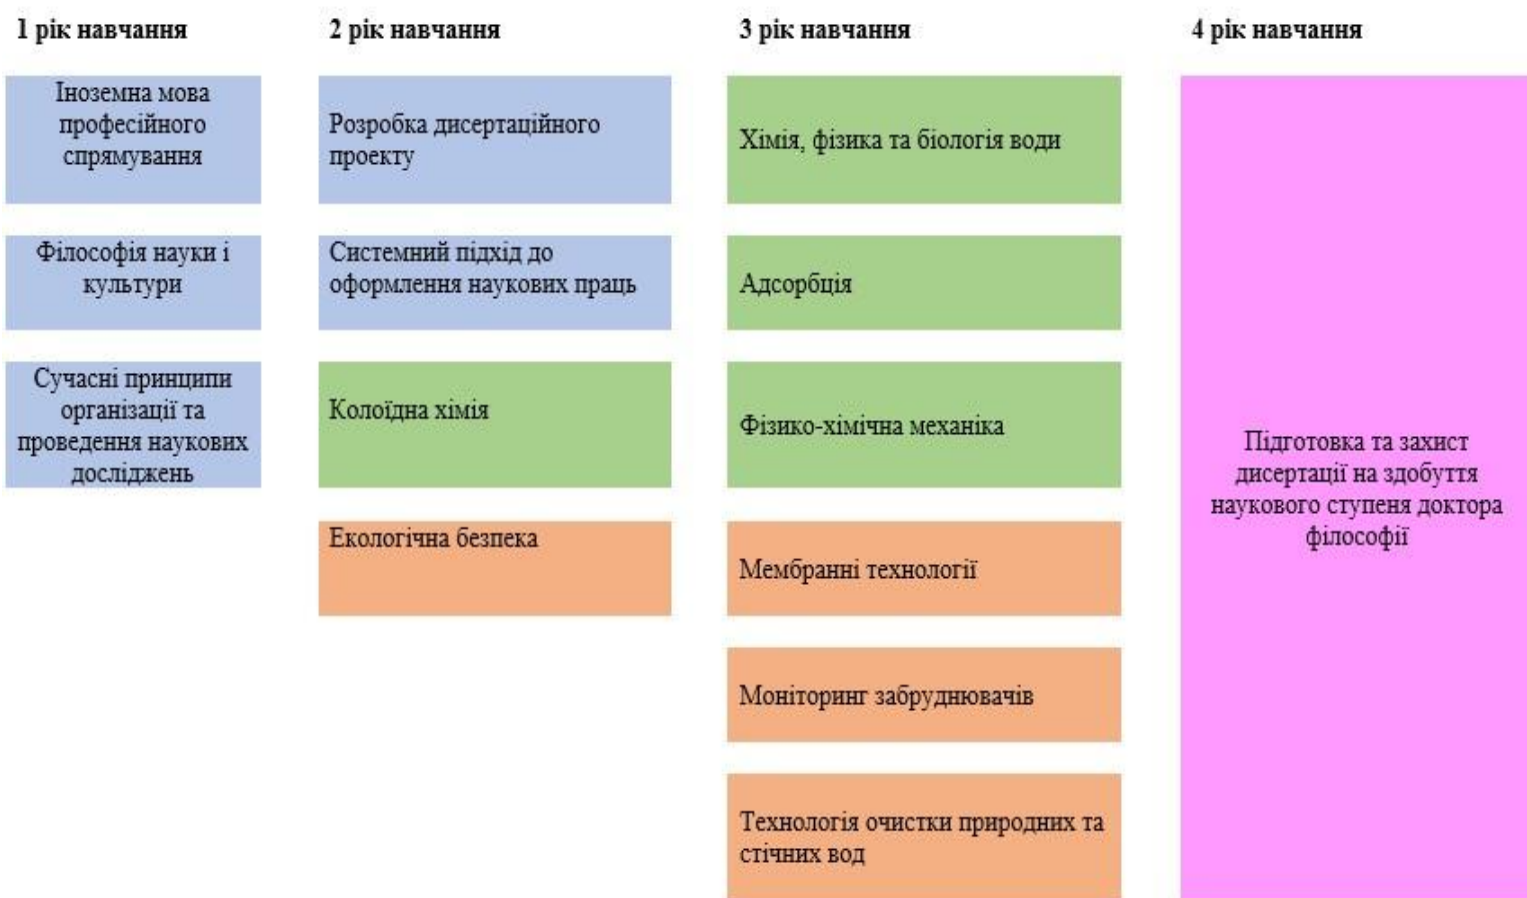 1 рік навчання
Іноземна мова
професійного
спрямування
Філософія науки і
культури
Сучасні принципи
організації та
проведення наукових
досліджень
2 рік навчання
Розробка дисертаційного
проекту
Системний підхід до
оформлення наукових праць
Колоїдна хімія
Екологічна безпека
3 рік навчання
Хімія, фізика та біологія води
Адсорбція
Фізико-хімічна механіка
Мембранні технології
Моніторинг забруднювачів
Технологія очистки природних та
стічних вод
4 рік навчання
Підготовка та захист
дисертації на здобуття
наукового ступеня доктора
філософії